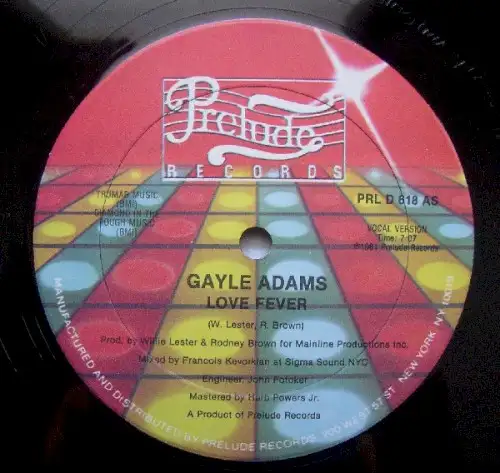 Prelude
RECORDS
TRUMAR MUSIC
(BMI)
DIAMOND IN THE
ROUGH MUSIC
(BMI)
PRL D 618 AS
VOCAL VERSION
Time: 7:07
©1981 Prelude Records
GAYLE ADAMS
LOVE FEVER
(W. Lester, R. Brown)
Prod. by Willie Lester & Rodney Brown for Mainline Productions Inc.
Mixed by Francois Kevorkian at Sigma Sound NYC
Engineer: John Potoker
Mastered by Herb Powers Jr.
A Product of Prelude Records
MANUFACTURED AND DISTRIBUTED BY PRELUDE RECORDS, 200 W. 57 ST. NEW YORK, NY 10019